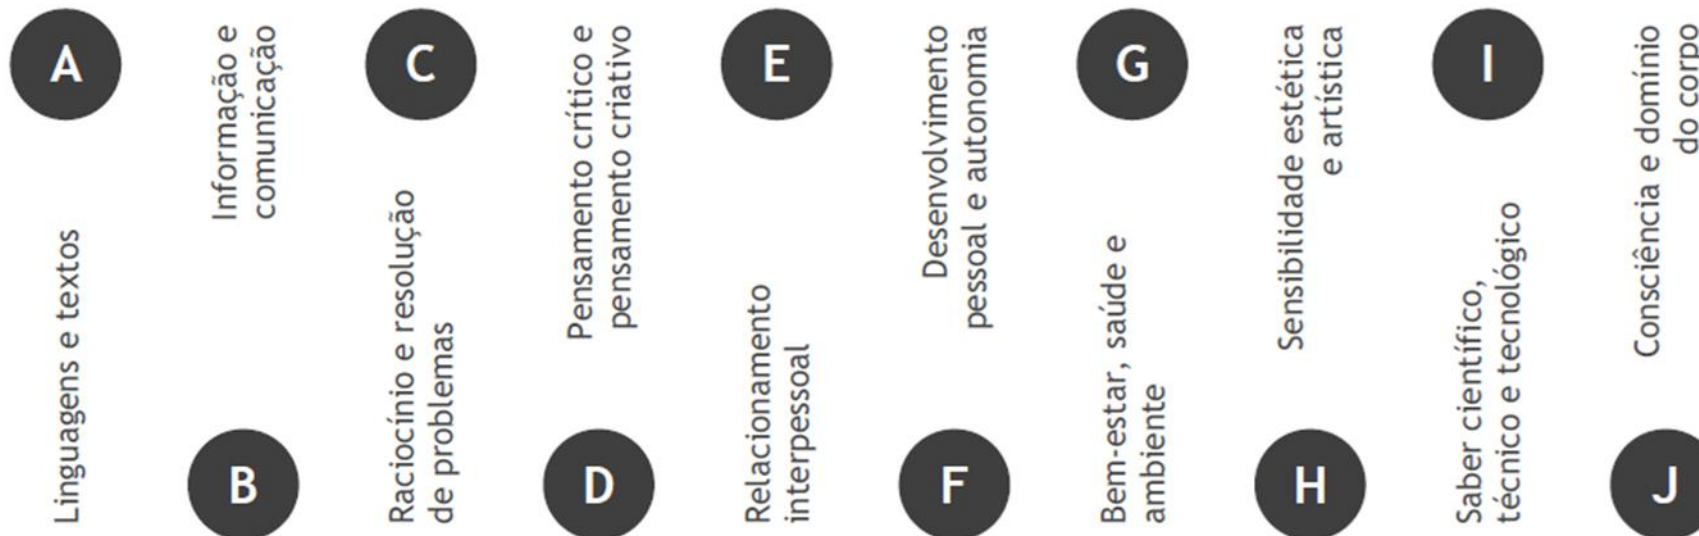 A
Linguagens e textos
Informação e
comunicação
B
C
Raciocínio e resolução
de problemas
Pensamento crítico e
pensamento criativo
D
E
Relacionamento
interpessoal
Desenvolvimento
pessoal e autonomia
F
G
Bem-estar, saúde e
ambiente
Sensibilidade estética
e artística
H
I
Saber científico,
técnico e tecnológico
Consciência e domínio
do corpo
J